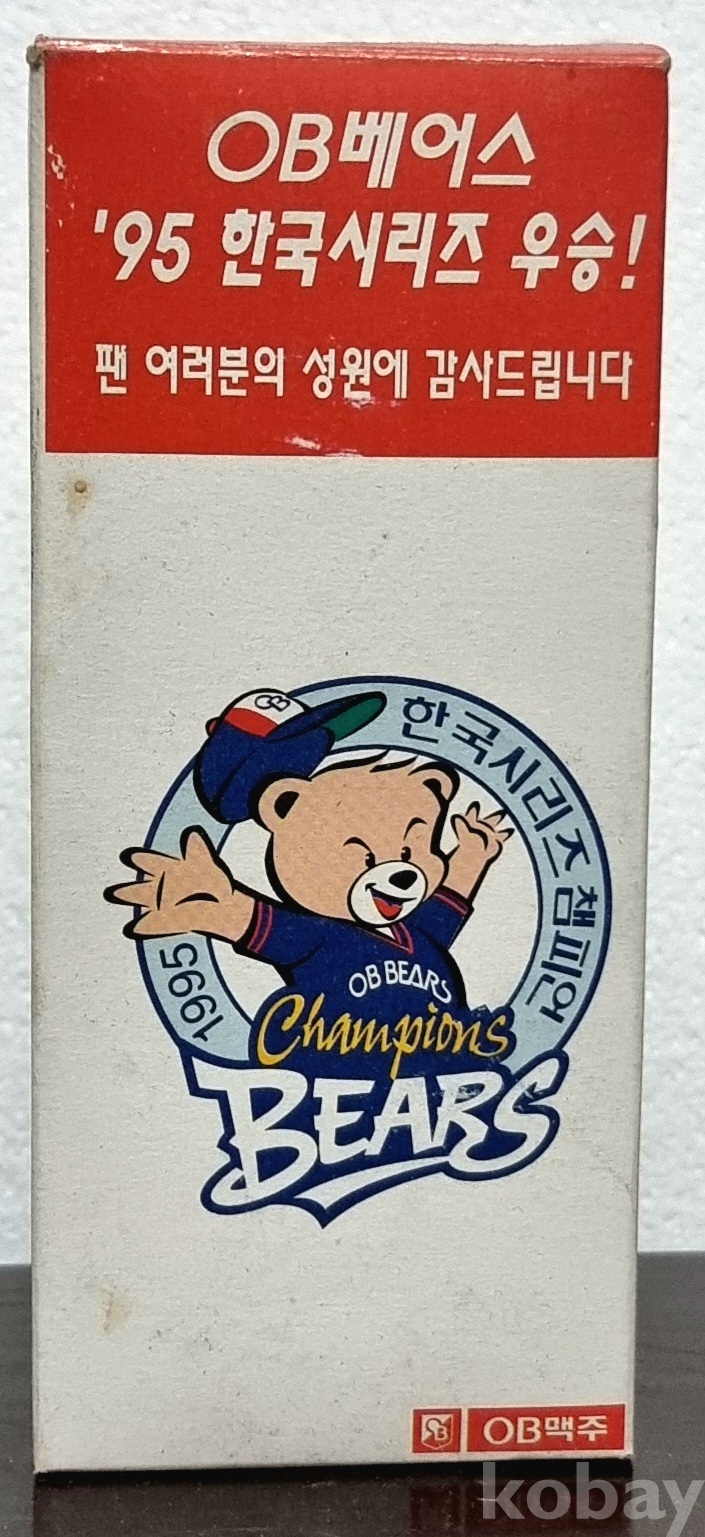 OB베어스
'95 한국시리즈 우승!
팬 여러분의 성원에 감사드립니다
OB
1995 한국시리즈 챔피언
OB BEARS
Champions
BEARS
OB
OB맥주
kobay